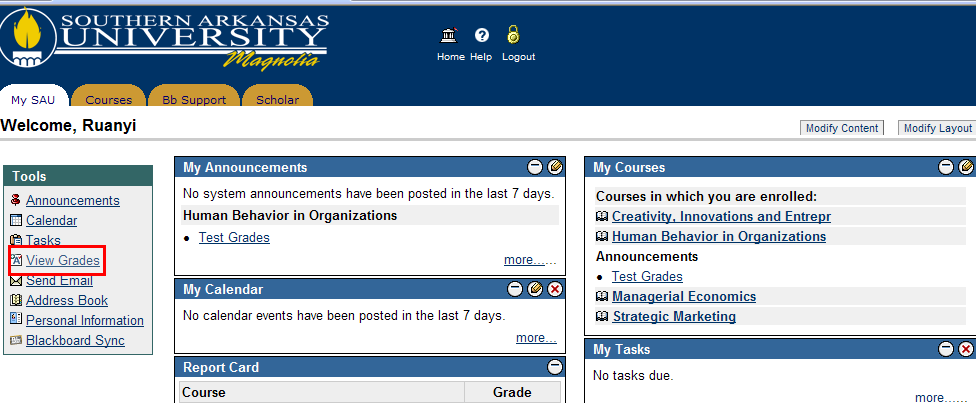 SOUTHERN ARKANSAS
UNIVERSITY
Magnolia
Home Help Logout
My SAU Courses Bb Support Scholar
Welcome, Ruanyi
Modify Content Modify Layout
Tools
Announcements
Calendar
Tasks
View Grades
Send Email
Address Book
Personal Information
Blackboard Sync
My Announcements
No system announcements have been posted in the last 7 days.
Human Behavior in Organizations
Test Grades
more......
My Calendar
No calendar events have been posted in the last 7 days.
more...
Report Card
Course Grade
My Courses
Courses in which you are enrolled:
Creativity, Innovations and Entrepr
Human Behavior in Organizations
Announcements
Test Grades
Managerial Economics
Strategic Marketing
My Tasks
No tasks due.
more......